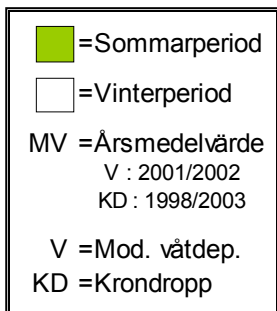 =Sommarperiod
=Vinterperiod
MV =Årsmedelvärde
V : 2001/2002
KD : 1998/2003
V =Mod. våtdep.
KD =Krondropp